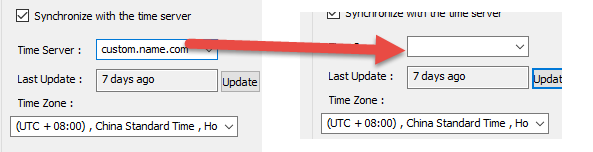 Synchronize with the time server
Time Server : custom.name.com
Last Update : 7 days ago Update
Time Zone :
(UTC + 08:00) , China Standard Time , Ho
Synchronize with the time server
Last Update : 7 days ago Updat
Time Zone :
(UTC + 08:00) , China Standard Time , Ho